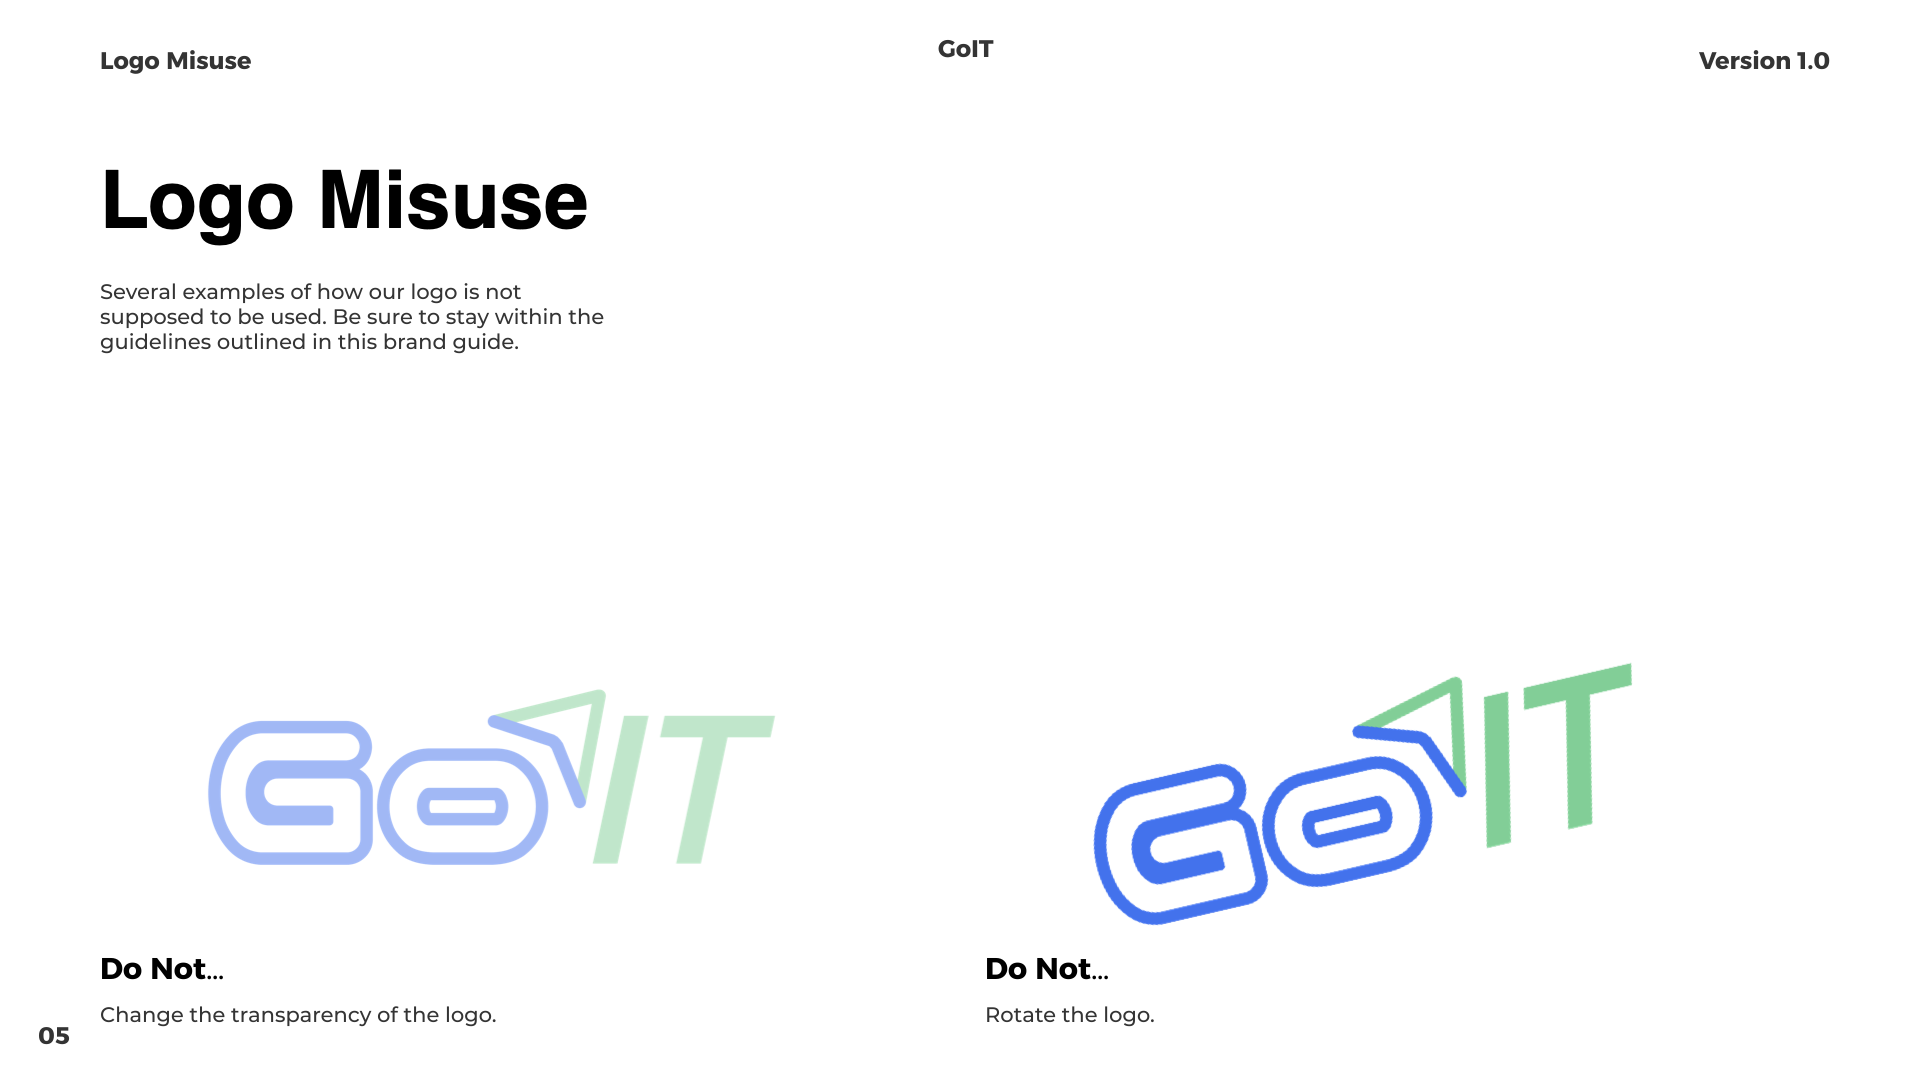 Logo Misuse
GoIT
Version 1.0
Logo Misuse
Several examples of how our logo is not
supposed to be used. Be sure to stay within the
guidelines outlined in this brand guide.
GoIT
GoIT
Do Not...
Change the transparency of the logo.
Do Not...
Rotate the logo.
05